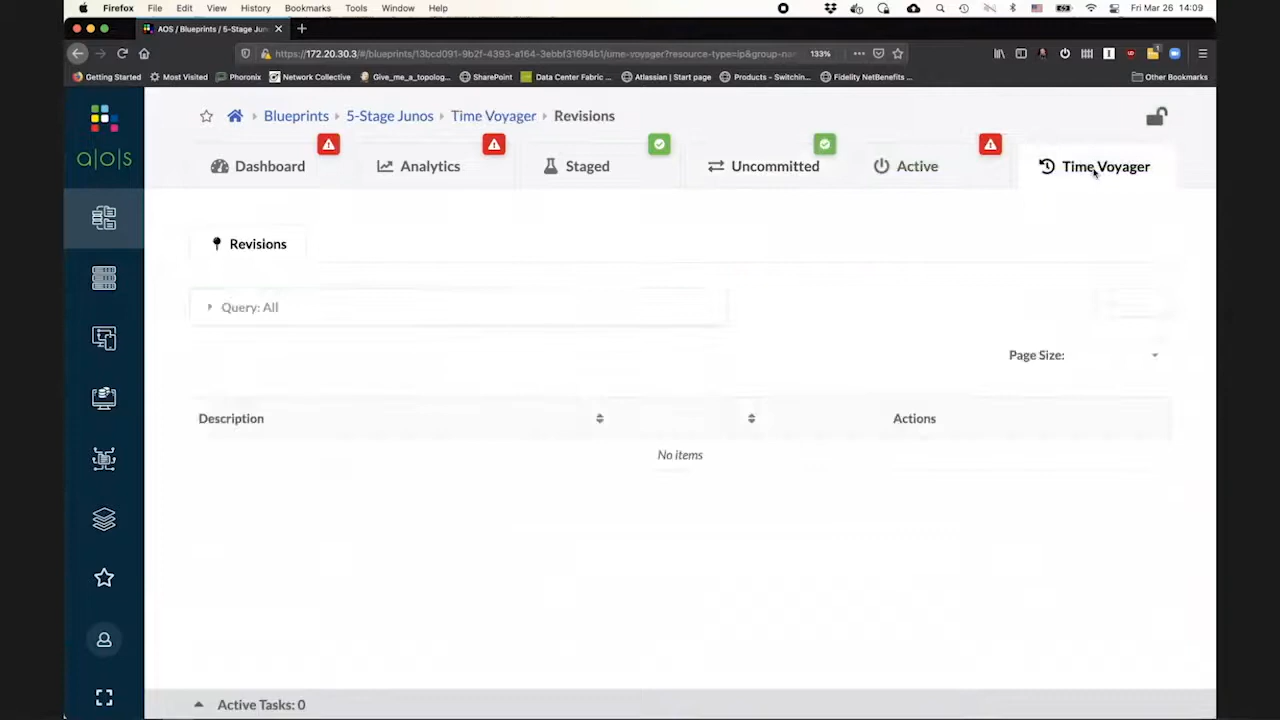 Firefox File Edit View History Bookmarks Tools Window Help Fri Mar 26 14:09
AOS / Blueprints / 5-Stage Jun
https://172.20.30.3/#/blueprints/13bcd091-9b2f-4393-a164-3ebbf31694b1/ume-voyager?resource-type=ip&group-na 133%
Getting Started Most Visited Phoronix Network Collective Give_me_a_topolog... SharePoint Data Center Fabric ... Atlassian | Start page Products - Switchin... Fidelity NetBenefits ... Other Bookmarks
a|o|s
Blueprints 5-Stage Junos Time Voyager Revisions
Dashboard Analytics Staged Uncommitted Active Time Voyager
Revisions
Query: All
Page Size:
Description Actions
No items
Active Tasks: 0